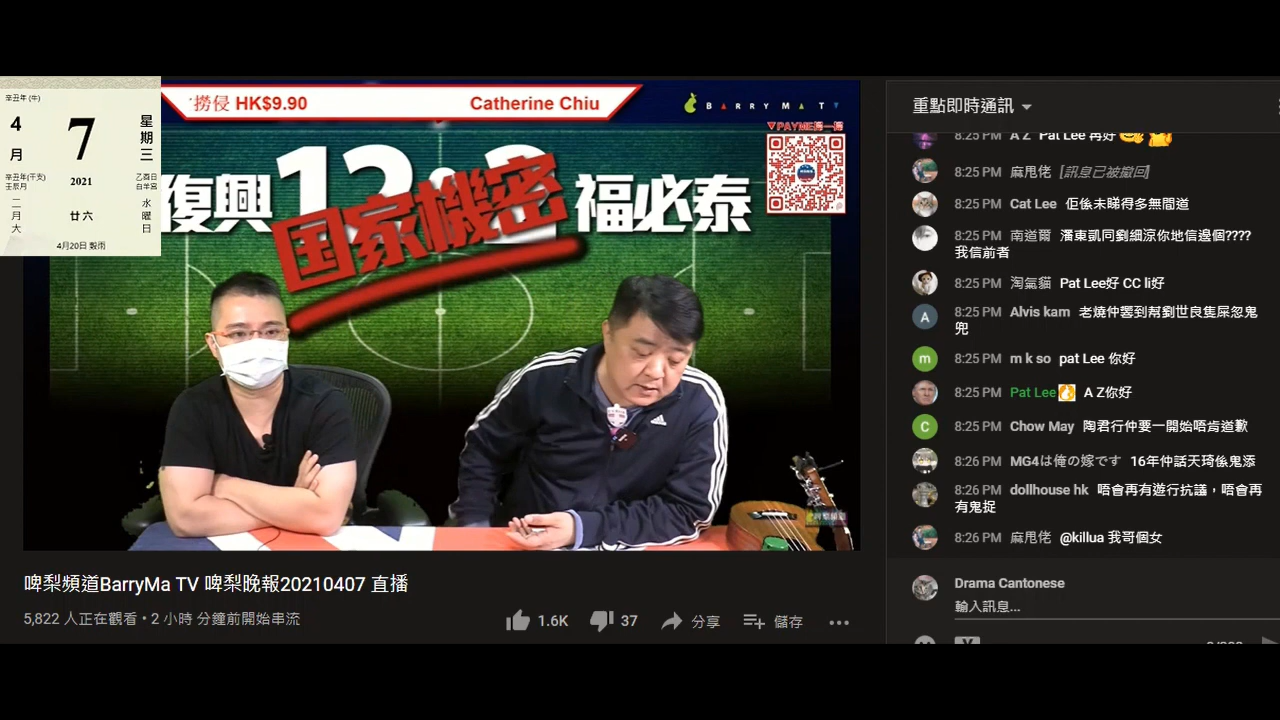 辛丑年 (牛)
4
月
7
星期三
辛丑年(干支)
壬辰月
2021
乙酉日
白羊宮
二月大
廿六
水曜日
4月20日 穀雨
撈侵 HK$9.90
Catherine Chiu
BARRYMATV
▼PAYME掃一掃
復興12·2福必泰
国家機密
啤梨頻道
啤梨頻道BarryMa TV 啤梨晚報20210407 直播
5,822 人正在觀看 • 2 小時 分鐘前開始串流
1.6K
37
分享
儲存
重點即時通訊
8:25 PM A Z Pat Lee 再好
8:25 PM 麻甩佬 [訊息已被撤回]
8:25 PM Cat Lee 佢係未睇得多無間道
8:25 PM 南道爾 潘東凱同劉細涼你地信邊個????
我信前者
8:25 PM 淘氣貓 Pat Lee好 CC li好
8:25 PM Alvis kam 老燒仲響到幫劉世良隻屎忽鬼
兜
8:25 PM m k so pat Lee 你好
8:25 PM Pat Lee A Z你好
8:25 PM Chow May 陶君行仲要一開始唔肯道歉
8:26 PM MG4は俺の嫁です 16年仲話天琦係鬼添
8:26 PM dollhouse hk 唔會再有遊行抗議，唔會再
有鬼捉
8:26 PM 麻甩佬 @killua 我哥個女
Drama Cantonese
輸入訊息...